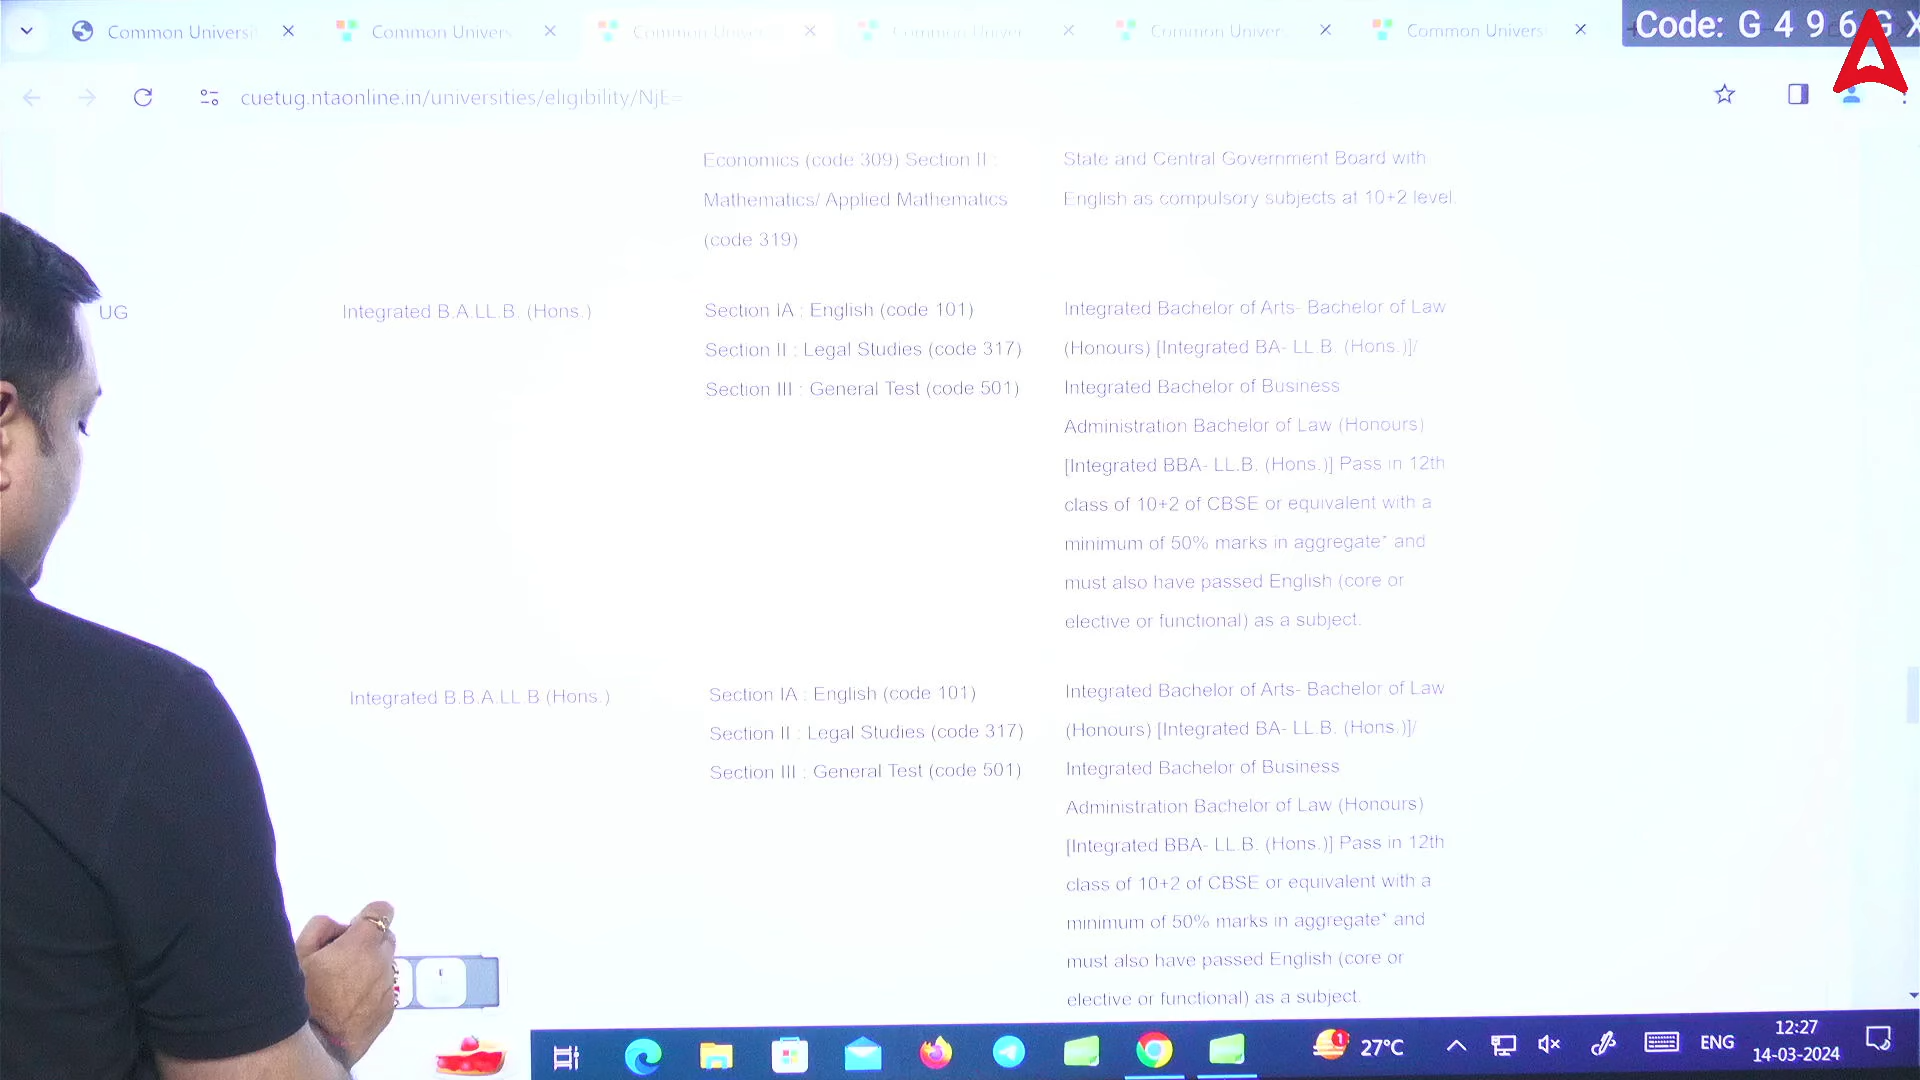 Common Universi
Common Univers
Common Univer
Common Univer
Common Univer
Common Univers
Code: G 4 9 6 G X
cuetug.ntaonline.in/universities/eligibility/NjE=
Economics (code 309) Section II :
Mathematics/ Applied Mathematics
(code 319)
State and Central Government Board with
English as compulsory subjects at 10+2 level.
UG
Integrated B.A.LL.B. (Hons.)
Section IA : English (code 101)
Section II : Legal Studies (code 317)
Section III : General Test (code 501)
Integrated Bachelor of Arts- Bachelor of Law
(Honours) [Integrated BA- LL.B. (Hons.)]/
Integrated Bachelor of Business
Administration Bachelor of Law (Honours)
[Integrated BBA- LL.B. (Hons.)] Pass in 12th
class of 10+2 of CBSE or equivalent with a
minimum of 50% marks in aggregate* and
must also have passed English (core or
elective or functional) as a subject.
Integrated B.B.A.LL.B (Hons.)
Section IA : English (code 101)
Section II : Legal Studies (code 317)
Section III : General Test (code 501)
Integrated Bachelor of Arts- Bachelor of Law
(Honours) [Integrated BA- LL.B. (Hons.)]/
Integrated Bachelor of Business
Administration Bachelor of Law (Honours)
[Integrated BBA- LL.B. (Hons.)] Pass in 12th
class of 10+2 of CBSE or equivalent with a
minimum of 50% marks in aggregate* and
must also have passed English (core or
elective or functional) as a subject.
1
27°C
ENG
12:27
14-03-2024